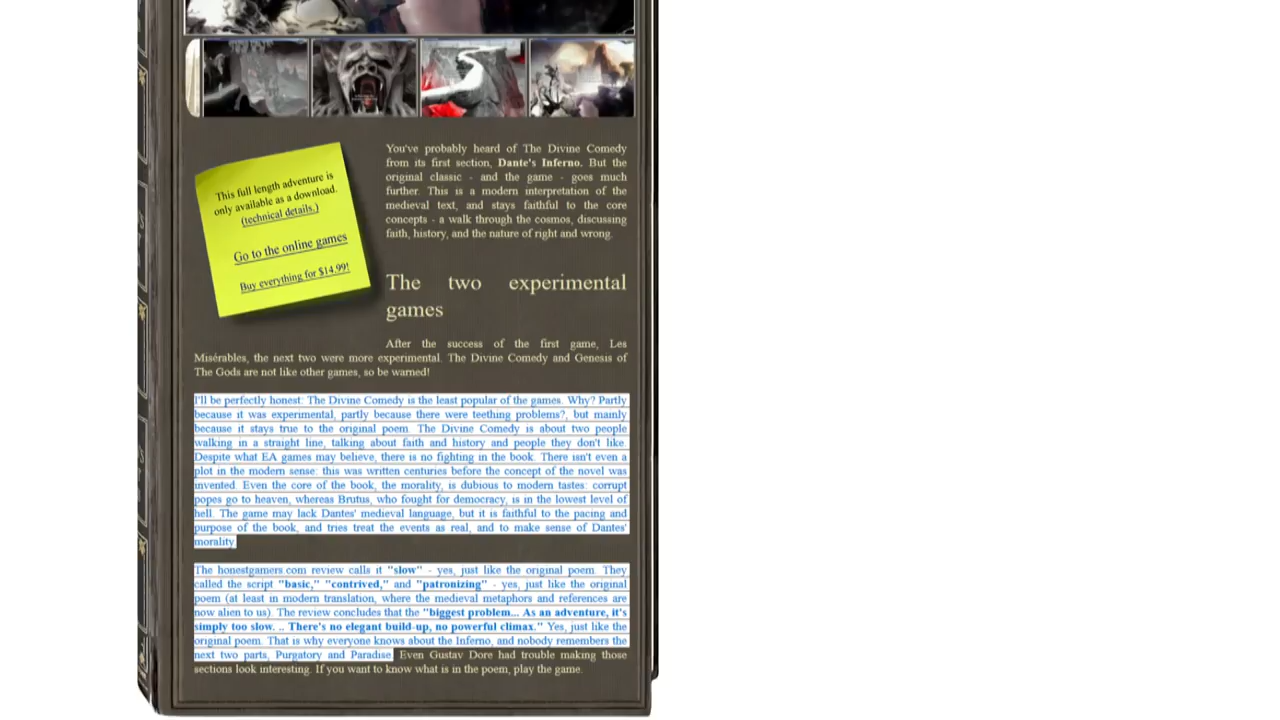 You've probably heard of The Divine Comedy
from its first section, Dante's Inferno. But the
original classic - and the game - goes much
further. This is a modern interpretation of the
medieval text, and stays faithful to the core
concepts - a walk through the cosmos, discussing
faith, history, and the nature of right and wrong.
This full length adventure is
only available as a download.
(technical details.)
Go to the online games
Buy everything for $14.99!
The two experimental
games
After the success of the first game, Les
Misérables, the next two were more experimental. The Divine Comedy and Genesis of
The Gods are not like other games, so be warned!
I'll be perfectly honest: The Divine Comedy is the least popular of the games. Why? Partly
because it was experimental, partly because there were teething problems?, but mainly
because it stays true to the original poem. The Divine Comedy is about two people
walking in a straight line, talking about faith and history and people they don't like.
Despite what EA games may believe, there is no fighting in the book. There isn't even a
plot in the modern sense: this was written centuries before the concept of the novel was
invented. Even the core of the book, the morality, is dubious to modern tastes: corrupt
popes go to heaven, whereas Brutus, who fought for democracy, is in the lowest level of
hell. The game may lack Dantes' medieval language, but it is faithful to the pacing and
purpose of the book, and tries treat the events as real, and to make sense of Dantes'
morality.
The honestgamers.com review calls it "slow" - yes, just like the original poem. They
called the script "basic," "contrived," and "patronizing" - yes, just like the original
poem (at least in modern translation, where the medieval metaphors and references are
now alien to us). The review concludes that the "biggest problem... As an adventure, it's
simply too slow. .. There's no elegant build-up, no powerful climax." Yes, just like the
original poem. That is why everyone knows about the Inferno, and nobody remembers the
next two parts, Purgatory and Paradise. Even Gustav Dore had trouble making those
sections look interesting. If you want to know what is in the poem, play the game.